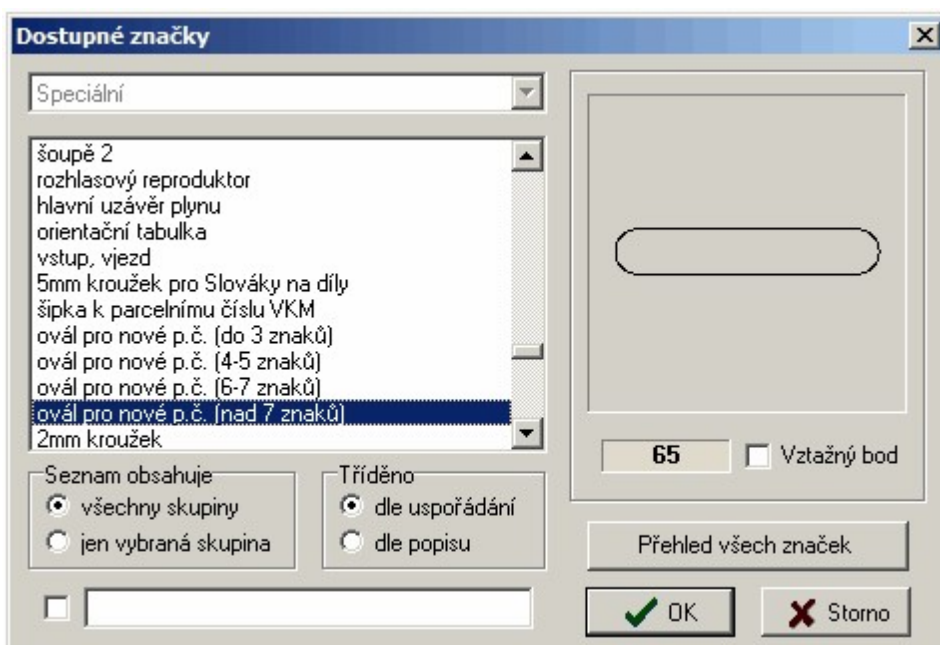 Dostupné značky
Speciální
šoupě 2
rozhlasový reproduktor
hlavní uzávěr plynu
orientační tabulka
vstup, vjezd
5mm kroužek pro Slováky na díly
šipka k parcelnímu číslu VKM
ovál pro nové p.č. (do 3 znaků)
ovál pro nové p.č. (4-5 znaků)
ovál pro nové p.č. (6-7 znaků)
ovál pro nové p.č. (nad 7 znaků)
2mm kroužek
65
Vztažný bod
Seznam obsahuje
všechny skupiny
jen vybraná skupina
Tříděno
dle uspořádání
dle popisu
Přehled všech značek
OK
Storno